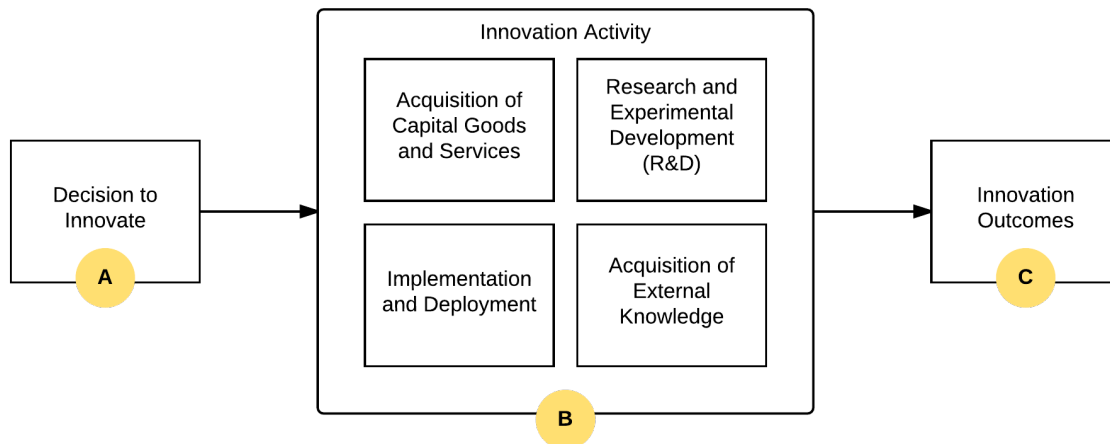 Innovation Activity
Acquisition of
Capital Goods
and Services
Research and
Experimental
Development
(R&D)
Decision to
Innovate
A
Implementation
and Deployment
Acquisition of
External
Knowledge
B
Innovation
Outcomes
C